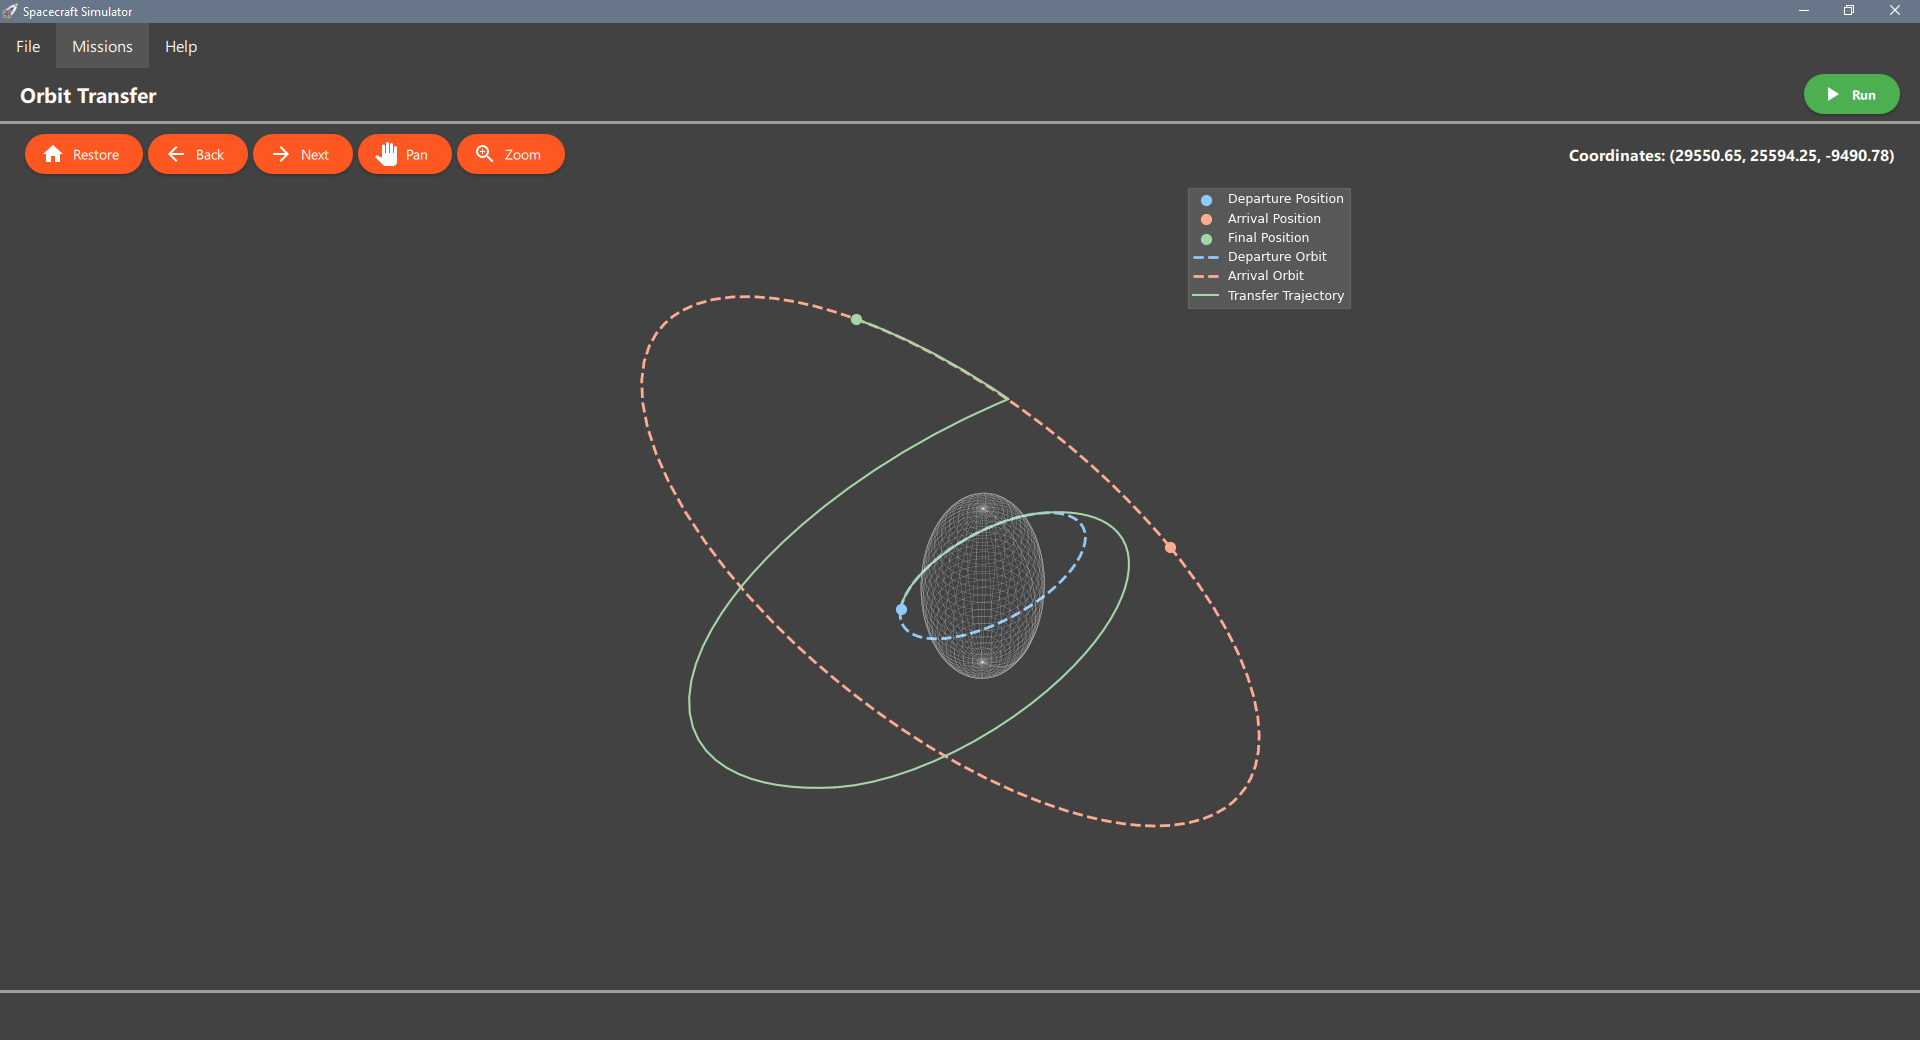 Spacecraft Simulator
File Missions Help
Orbit Transfer
Run
Restore Back Next Pan Zoom
Coordinates: (29550.65, 25594.25, -9490.78)
Departure Position
Arrival Position
Final Position
Departure Orbit
Arrival Orbit
Transfer Trajectory